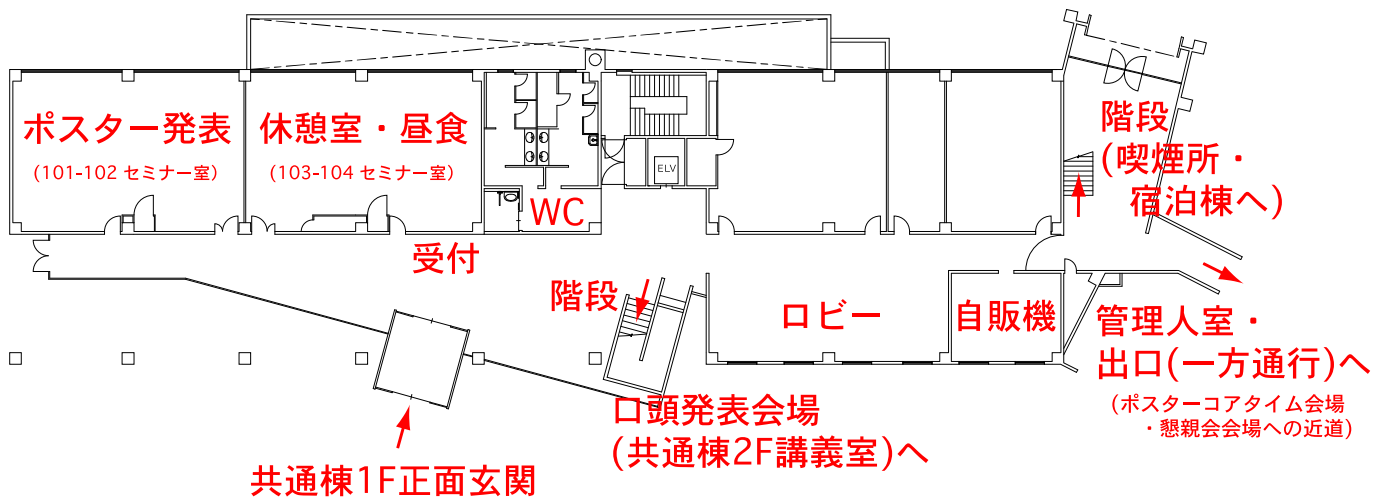 ポスター発表
(101-102 セミナー室)
休憩室・昼食
(103-104 セミナー室)
WC
ELV
階段
(喫煙所・
宿泊棟へ)
受付
階段
ロビー
自販機
管理人室・
出口(一方通行)へ
(ポスターコアタイム会場
・懇親会会場への近道)
口頭発表会場
(共通棟2F講義室)へ
共通棟1F正面玄関